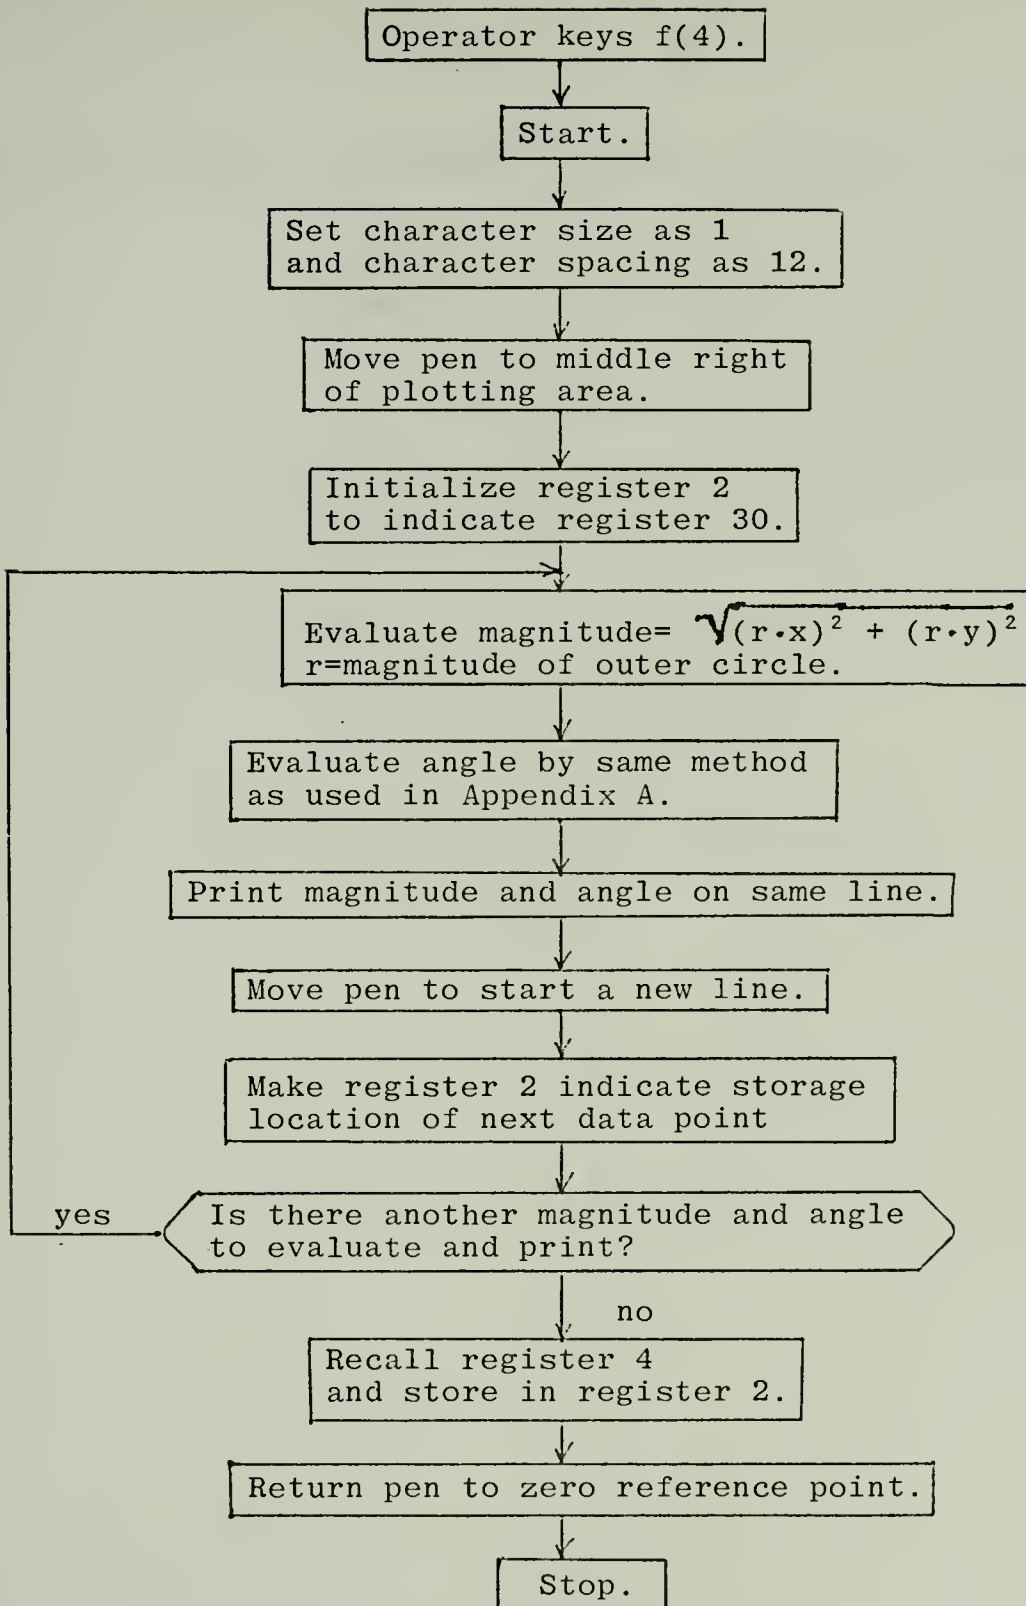 Operator keys f(4).
Start.
Set character size as 1
and character spacing as 12.
Move pen to middle right
of plotting area.
Initialize register 2
to indicate register 30.
Evaluate magnitude= √(r·x)² + (r·y)²
r=magnitude of outer circle.
Evaluate angle by same method
as used in Appendix A.
Print magnitude and angle on same line.
Move pen to start a new line.
Make register 2 indicate storage
location of next data point
yes
Is there another magnitude and angle
to evaluate and print?
no
Recall register 4
and store in register 2.
Return pen to zero reference point.
Stop.